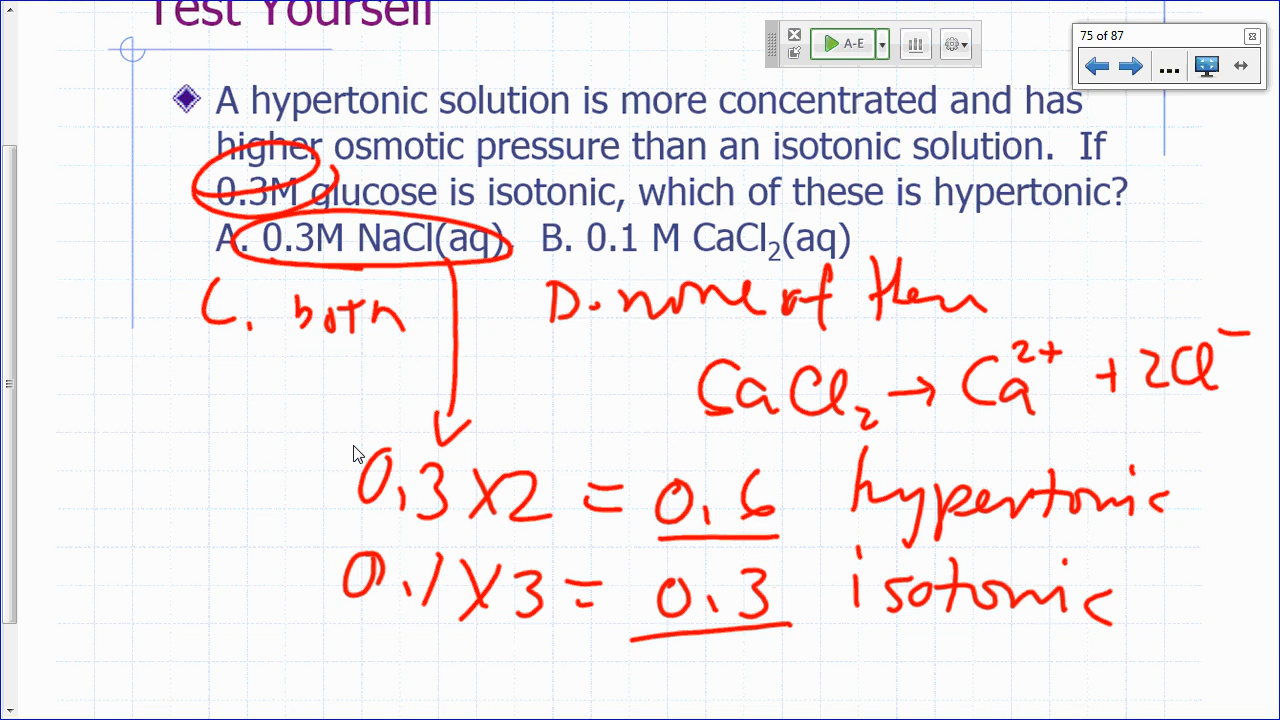 Test Yourself
A-E
75 of 87
A hypertonic solution is more concentrated and has
higher osmotic pressure than an isotonic solution. If
0.3M glucose is isotonic, which of these is hypertonic?
A. 0.3M NaCl(aq) B. 0.1 M CaCl₂(aq)
C. both D. none of them
CaCl₂ → Ca²⁺ + 2Cl⁻
0.3 x 2 = 0.6 hypertonic
0.1 x 3 = 0.3 isotonic